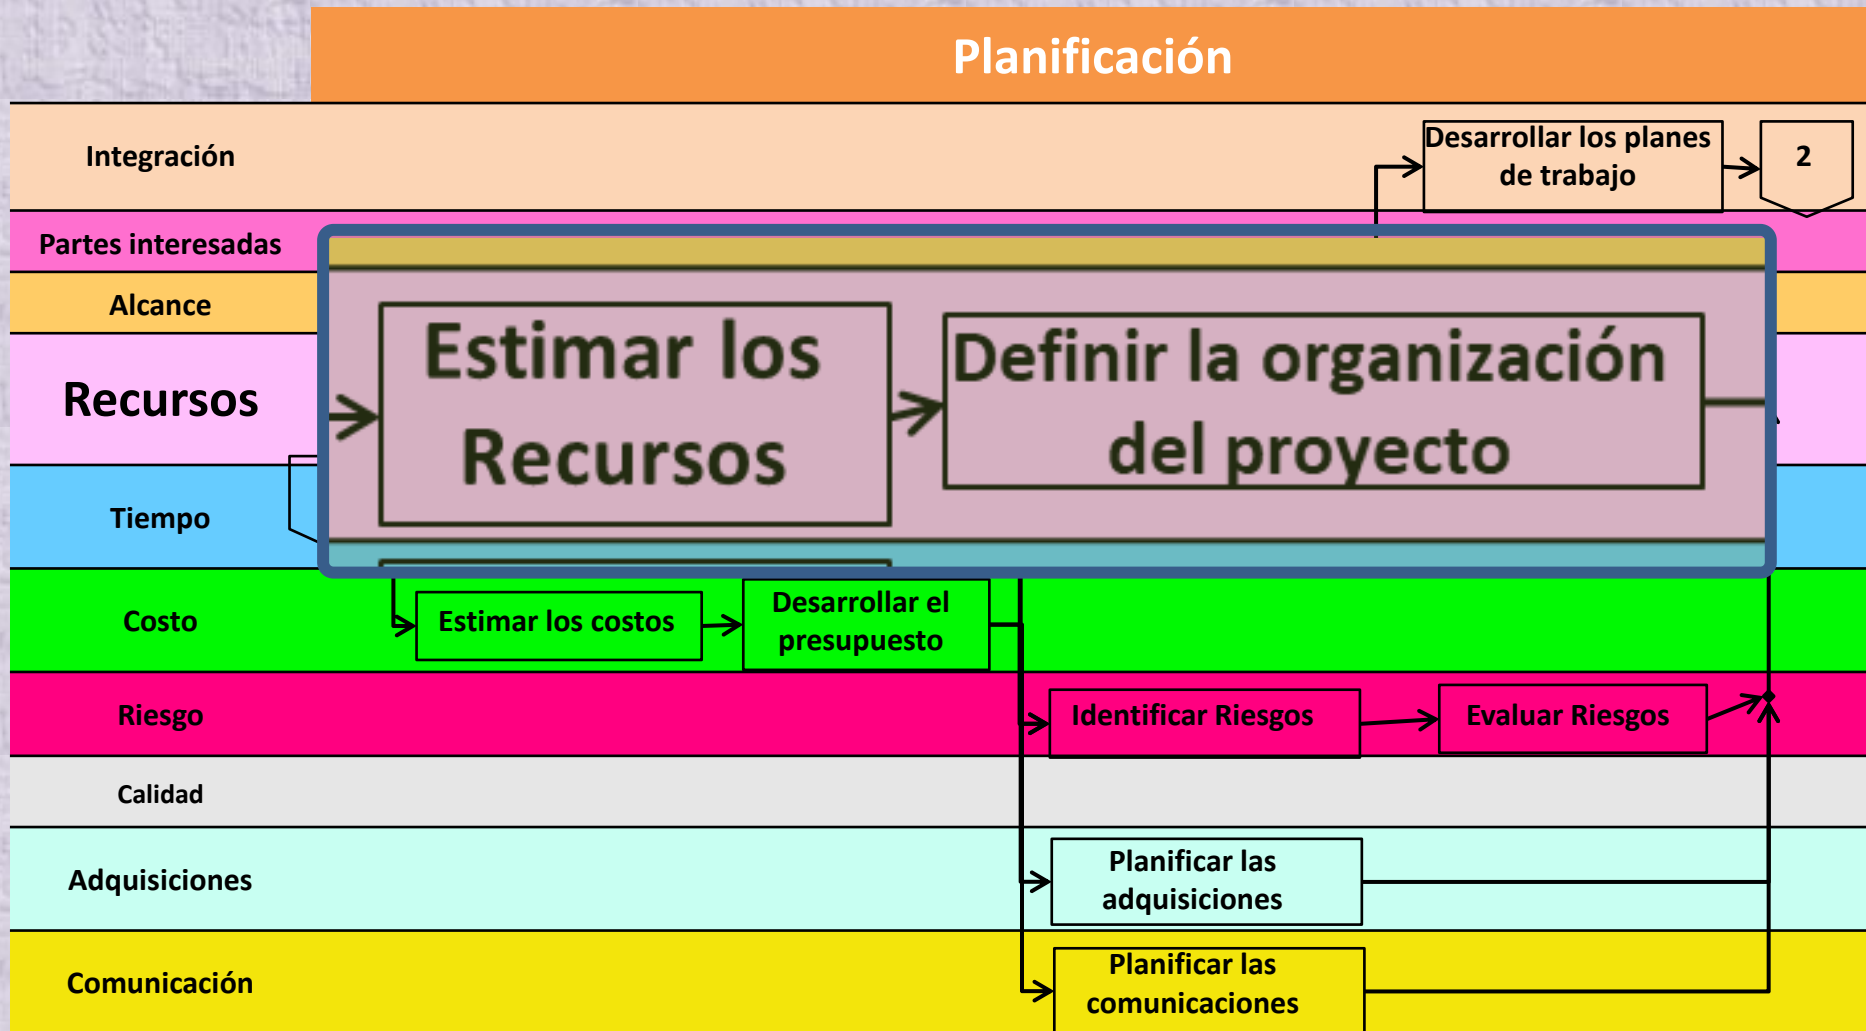 Planificación
Integración
Desarrollar los planes
de trabajo
2
Partes interesadas
Alcance
Recursos
Estimar los
Recursos
Definir la organización
del proyecto
Tiempo
Costo
Estimar los costos
Desarrollar el
presupuesto
Riesgo
Identificar Riesgos
Evaluar Riesgos
Calidad
Adquisiciones
Planificar las
adquisiciones
Comunicación
Planificar las
comunicaciones